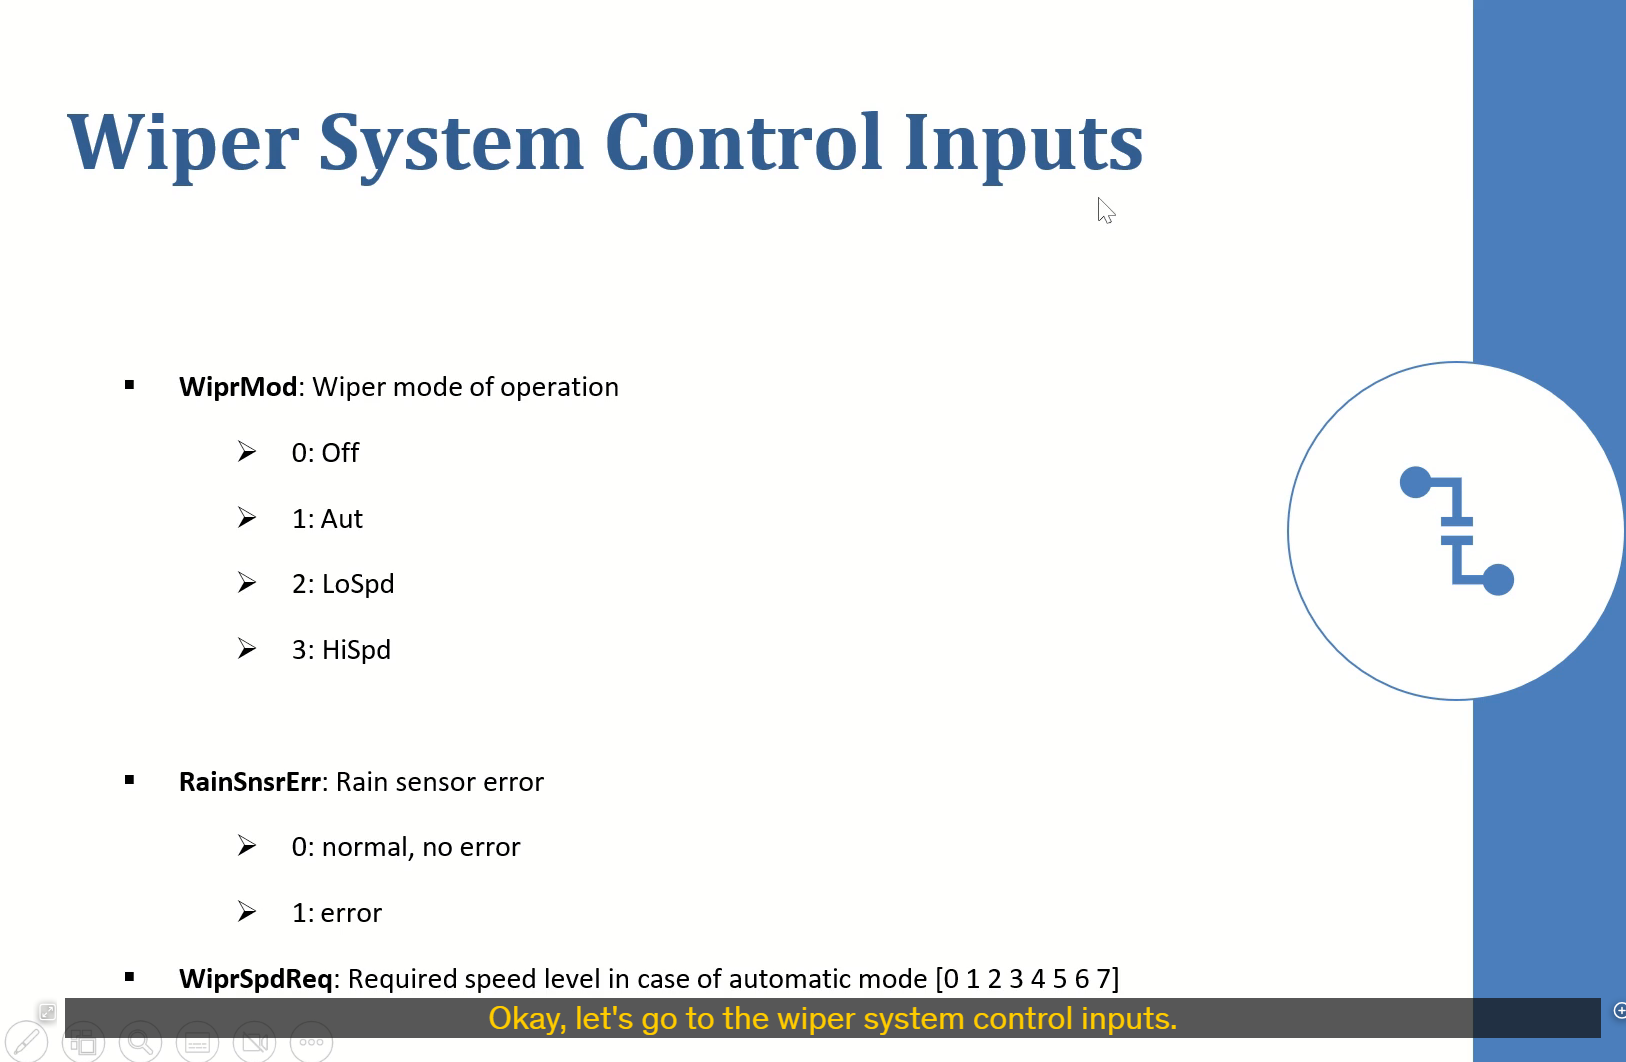 Wiper System Control Inputs
▪ WiprMod: Wiper mode of operation
➢ 0: Off
➢ 1: Aut
➢ 2: LoSpd
➢ 3: HiSpd
▪ RainSnsrErr: Rain sensor error
➢ 0: normal, no error
➢ 1: error
▪ WiprSpdReq: Required speed level in case of automatic mode [0 1 2 3 4 5 6 7]
Okay, let's go to the wiper system control inputs.